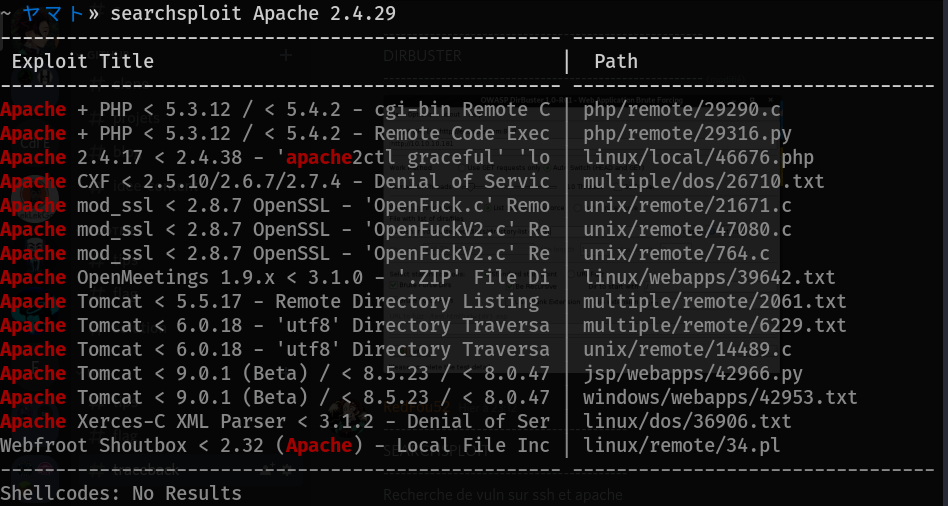 ~ ヤマト» searchsploit Apache 2.4.29
---------------------------------------------------- ----------------------------------
 Exploit Title | Path
---------------------------------------------------- ----------------------------------
Apache + PHP < 5.3.12 / < 5.4.2 - cgi-bin Remote C | php/remote/29290.c
Apache + PHP < 5.3.12 / < 5.4.2 - Remote Code Exec | php/remote/29316.py
Apache 2.4.17 < 2.4.38 - 'apache2ctl graceful' 'lo | linux/local/46676.php
Apache CXF < 2.5.10/2.6.7/2.7.4 - Denial of Servic | multiple/dos/26710.txt
Apache mod_ssl < 2.8.7 OpenSSL - 'OpenFuck.c' Remo | unix/remote/21671.c
Apache mod_ssl < 2.8.7 OpenSSL - 'OpenFuckV2.c' Re | unix/remote/47080.c
Apache mod_ssl < 2.8.7 OpenSSL - 'OpenFuckV2.c' Re | unix/remote/764.c
Apache OpenMeetings 1.9.x < 3.1.0 - '.ZIP' File Di | linux/webapps/39642.txt
Apache Tomcat < 5.5.17 - Remote Directory Listing | multiple/remote/2061.txt
Apache Tomcat < 6.0.18 - 'utf8' Directory Traversa | multiple/remote/6229.txt
Apache Tomcat < 6.0.18 - 'utf8' Directory Traversa | unix/remote/14489.c
Apache Tomcat < 9.0.1 (Beta) / < 8.5.23 / < 8.0.47 | jsp/webapps/42966.py
Apache Tomcat < 9.0.1 (Beta) / < 8.5.23 / < 8.0.47 | windows/webapps/42953.txt
Apache Xerces-C XML Parser < 3.1.2 - Denial of Ser | linux/dos/36906.txt
Webfroot Shoutbox < 2.32 (Apache) - Local File Inc | linux/remote/34.pl
---------------------------------------------------- ----------------------------------
Shellcodes: No Results
DIRBUSTER
Recherche de vuln sur ssh et apache